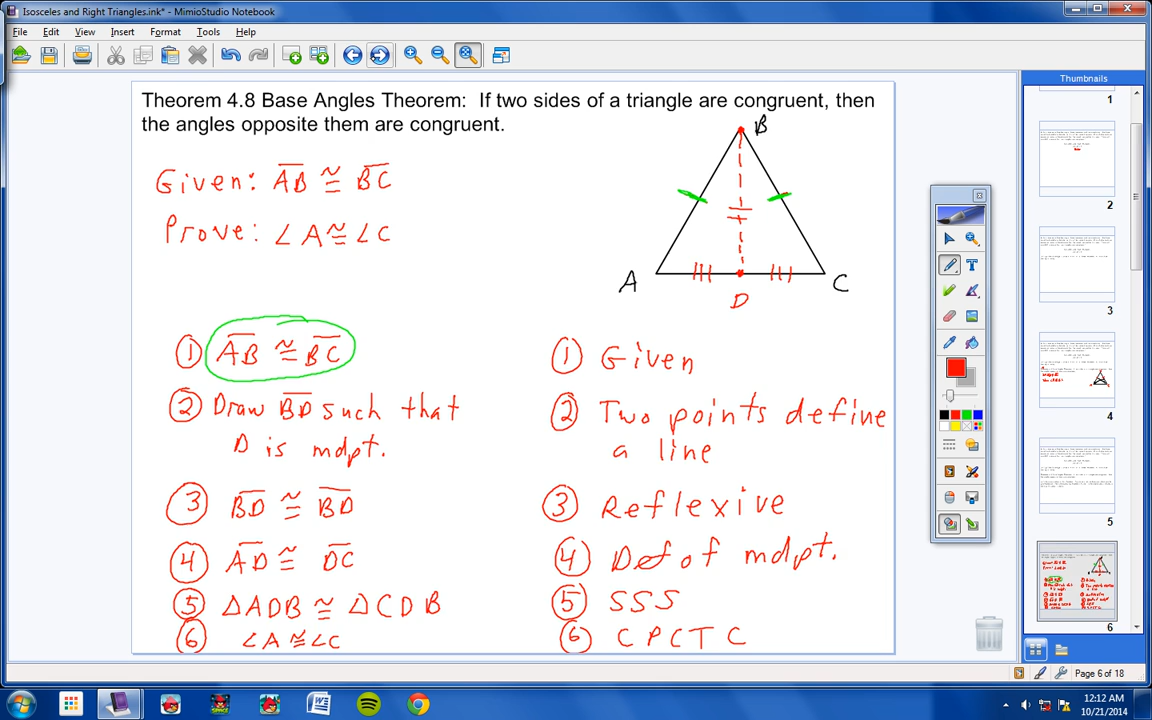 Isosceles and Right Triangles.ink* - MimioStudio Notebook
File Edit View Insert Format Tools Help
Theorem 4.8 Base Angles Theorem: If two sides of a triangle are congruent, then
the angles opposite them are congruent.
Given: AB ≅ BC
Prove: ∠A ≅ ∠C
B
A
D
C
① AB ≅ BC
① Given
② Draw BD such that
D is mdpt.
② Two points define
a line
③ BD ≅ BD
③ Reflexive
④ AD ≅ DC
④ Def of mdpt.
⑤ △ADB ≅ △CDB
⑤ SSS
⑥ ∠A ≅ ∠C
⑥ CPCTC
Thumbnails
1
2
3
4
5
6
Page 6 of 18
12:12 AM
10/21/2014